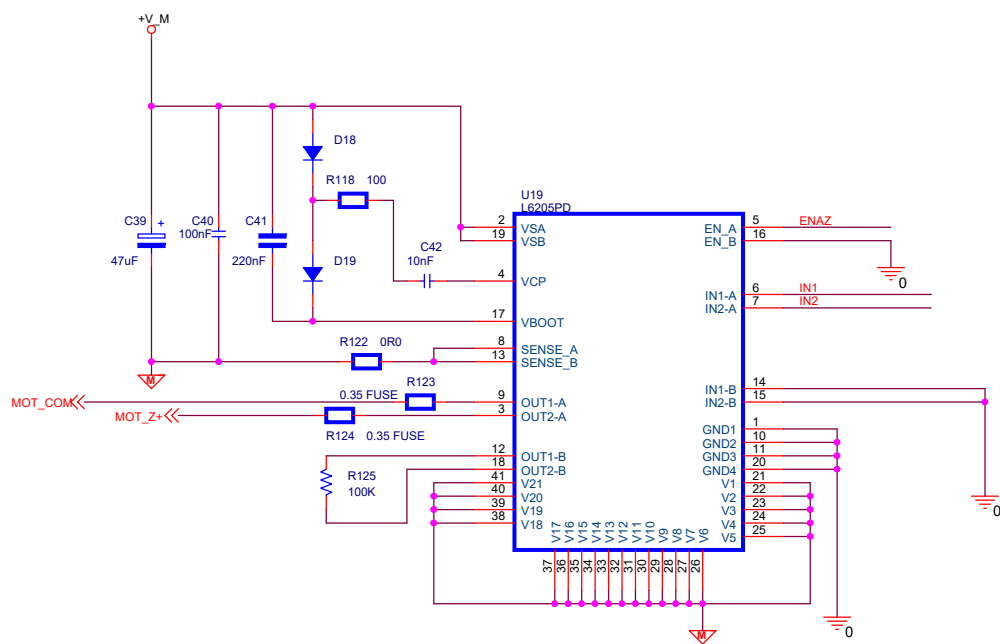 +V_M
D18
R118 100
U19
L6205PD
C39
+
47uF
C40
100nF
C41
220nF
D19
C42
10nF
2 VSA
19 VSB
4 VCP
17 VBOOT
8 SENSE_A
13 SENSE_B
9 OUT1-A
3 OUT2-A
12 OUT1-B
18 OUT2-B
41 V21
40 V20
39 V19
38 V18
EN_A 5 ENAZ
EN_B 16
0
IN1-A 6 IN1
IN2-A 7 IN2
IN1-B 14
IN2-B 15
GND1 1
GND2 10
GND3 11
GND4 20
V1 21
V2 22
V3 23
V4 24
V5 25
0
0
R122 0R0
M
MOT_COM
R123
0.35 FUSE
MOT_Z+
R124 0.35 FUSE
R125
100K
V17 V16 V15 V14 V13 V12 V11 V10 V9 V8 V7 V6
37 36 35 34 33 32 31 30 29 28 27 26
M